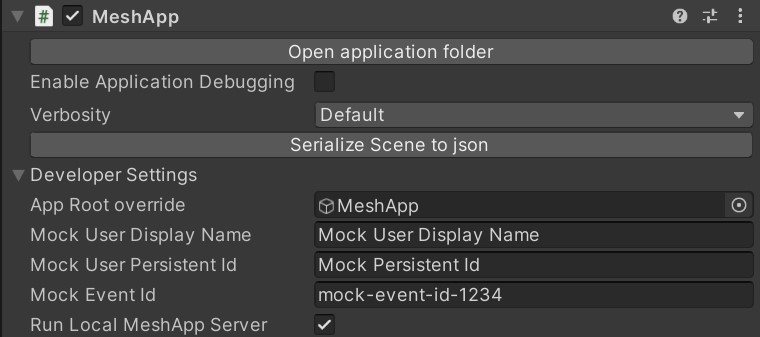 # MeshApp
Open application folder
Enable Application Debugging
Verbosity Default
Serialize Scene to json
Developer Settings
App Root override MeshApp
Mock User Display Name Mock User Display Name
Mock User Persistent Id Mock Persistent Id
Mock Event Id mock-event-id-1234
Run Local MeshApp Server